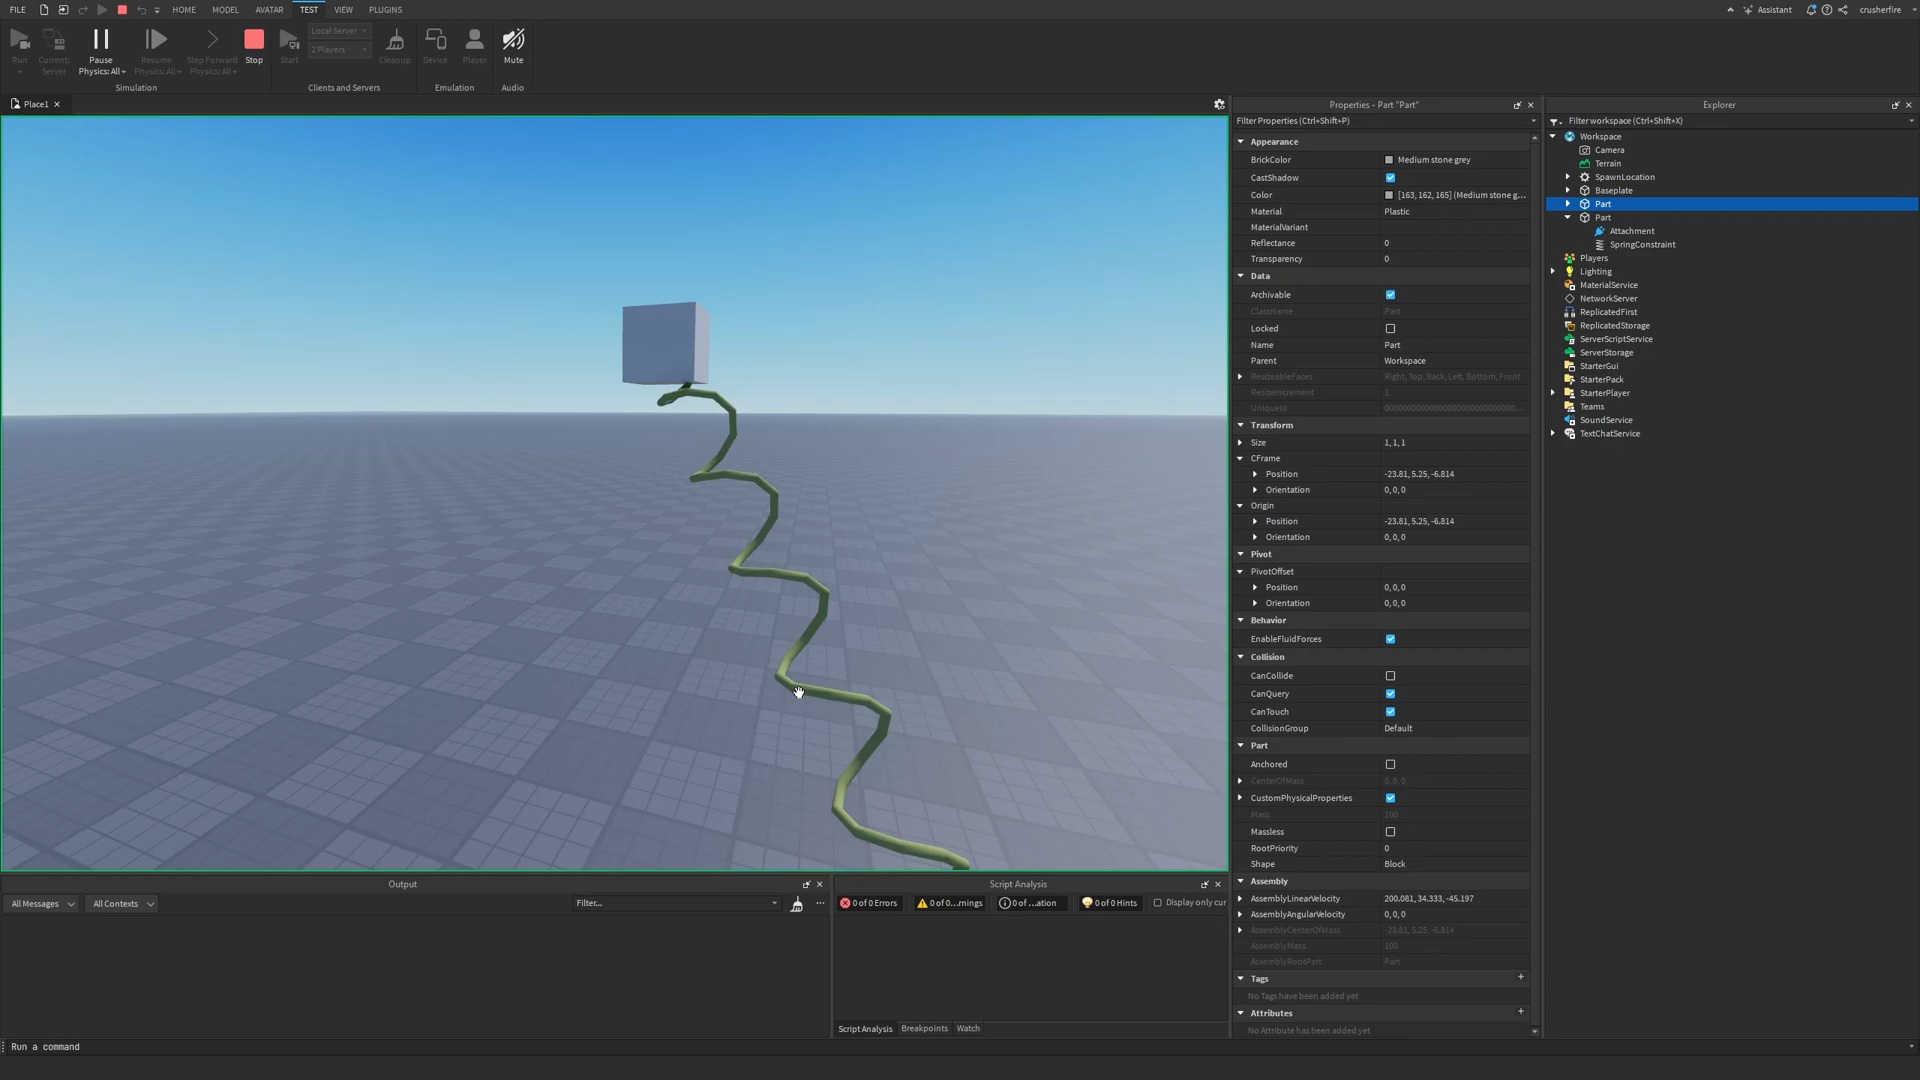 FILE HOME MODEL AVATAR TEST VIEW PLUGINS Assistant crusherfire
Run
Current:
Server
Pause
Physics: All
Resume
Physics: All
Step Forward
Physics: All
Stop
Start
Local Server
2 Players
Cleanup
Device
Player
Mute
Simulation
Clients and Servers
Emulation
Audio
Place1
Properties - Part "Part"
Filter Properties (Ctrl+Shift+P)
Appearance
BrickColor Medium stone grey
CastShadow
Color [163, 162, 165] (Medium stone g...
Material Plastic
MaterialVariant
Reflectance 0
Transparency 0
Data
Archivable
ClassName Part
Locked
Name Part
Parent Workspace
ResizeableFaces Right, Top, Back, Left, Bottom, Front
ResizeIncrement 1
UniqueId
Transform
Size 1, 1, 1
CFrame
Position -23.81, 5.25, -6.814
Orientation 0, 0, 0
Origin
Position -23.81, 5.25, -6.814
Orientation 0, 0, 0
Pivot
PivotOffset
Position 0, 0, 0
Orientation 0, 0, 0
Behavior
EnableFluidForces
Collision
CanCollide
CanQuery
CanTouch
CollisionGroup Default
Part
Anchored
CenterOfMass 0, 0, 0
CustomPhysicalProperties
Mass 100
Massless
RootPriority 0
Shape Block
Assembly
AssemblyLinearVelocity 200.081, 34.333, -45.197
AssemblyAngularVelocity 0, 0, 0
AssemblyCenterOfMass -23.81, 5.25, -6.814
AssemblyMass 100
AssemblyRootPart Part
Tags
No Tags have been added yet
Attributes
No Attribute has been added yet
Explorer
Filter workspace (Ctrl+Shift+X)
Workspace
Camera
Terrain
SpawnLocation
Baseplate
Part
Part
Attachment
SpringConstraint
Players
Lighting
MaterialService
NetworkServer
ReplicatedFirst
ReplicatedStorage
ServerScriptService
ServerStorage
StarterGui
StarterPack
StarterPlayer
Teams
SoundService
TextChatService
Output
All Messages All Contexts Filter...
Script Analysis
0 of 0 Errors 0 of 0...rnings 0 of ...ation 0 of 0 Hints Display only cur
Script Analysis Breakpoints Watch
Run a command